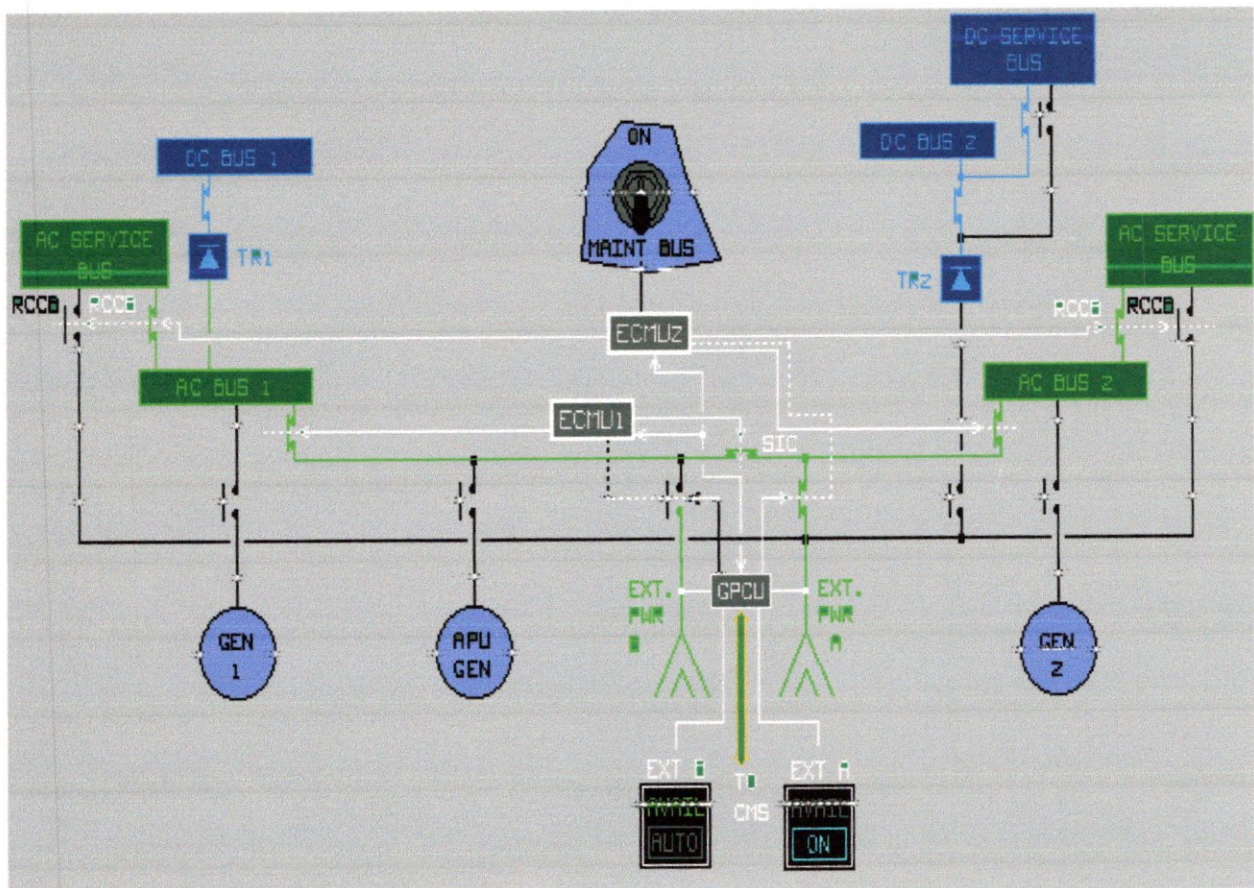 DC SERVICE
BUS
ON
DC BUS 1
DC BUS 2
AC SERVICE
BUS
MAINT BUS
AC SERVICE
BUS
TR1
TR2
RCCB
RCCB
RCCB
RCCB
ECMU2
AC BUS 1
AC BUS 2
ECMU1
SIC
EXT.
PWR
B
GPCU
EXT.
PWR
A
GEN
1
APU
GEN
GEN
2
EXT B
TO
CMS
EXT A
AVAIL
AUTO
AVAIL
ON